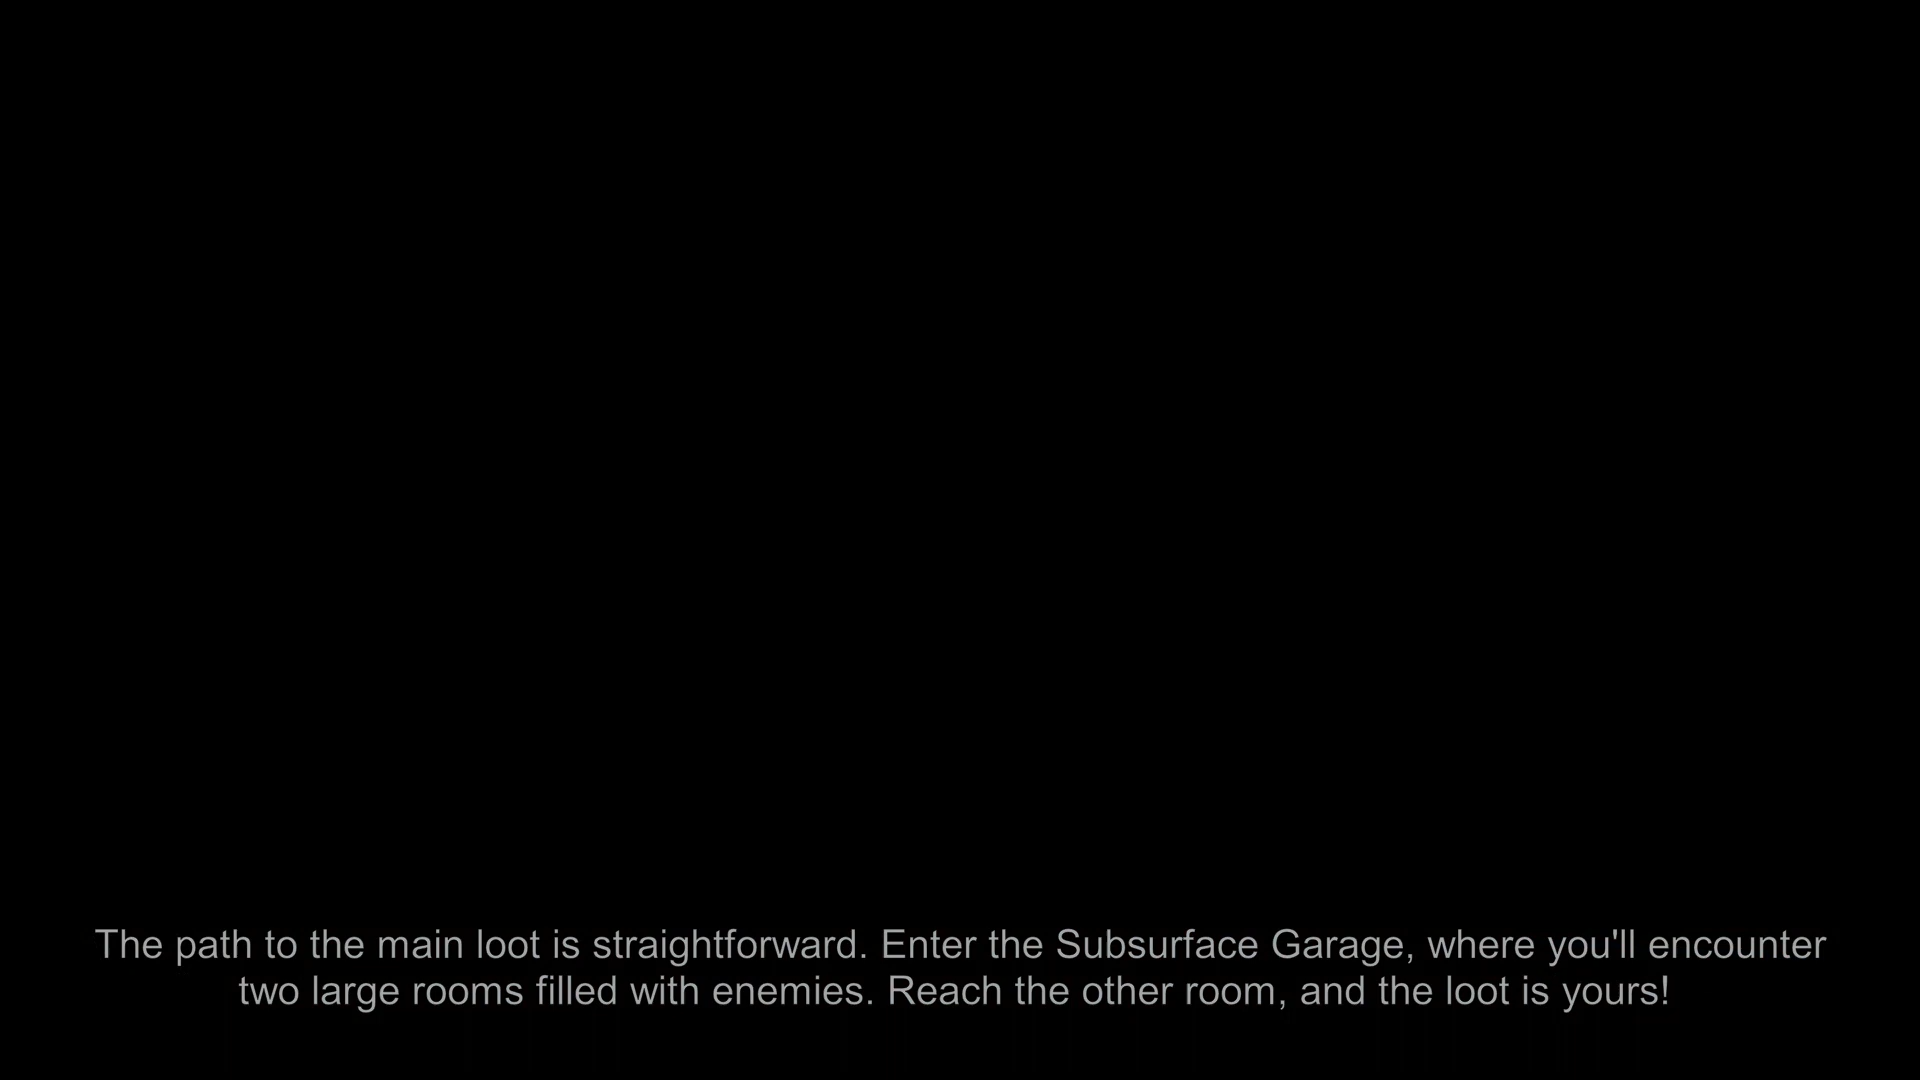 The path to the main loot is straightforward. Enter the Subsurface Garage, where you'll encounter
two large rooms filled with enemies. Reach the other room, and the loot is yours!